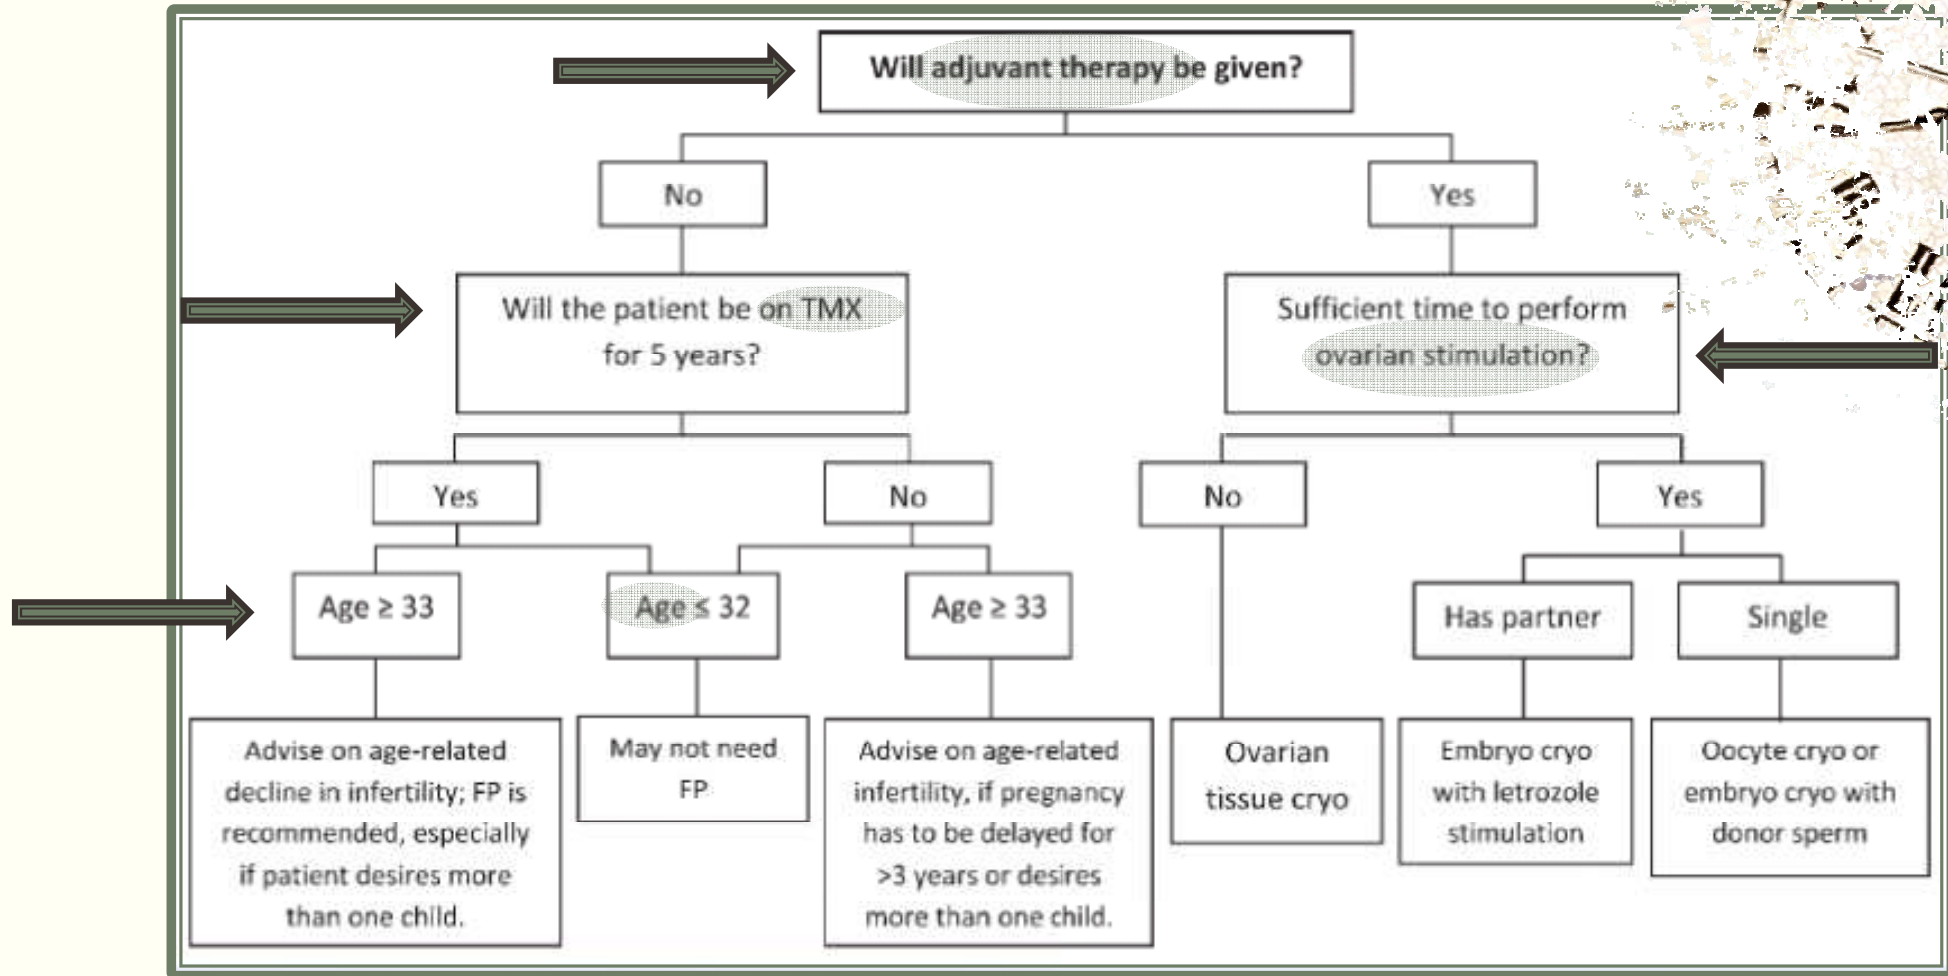 Will adjuvant therapy be given?
No
Yes
Will the patient be on TMX
for 5 years?
Sufficient time to perform
ovarian stimulation?
Yes
No
No
Yes
Age ≥ 33
Age ≤ 32
Age ≥ 33
Has partner
Single
Advise on age-related
decline in infertility; FP is
recommended, especially
if patient desires more
than one child.
May not need
FP
Advise on age-related
infertility, if pregnancy
has to be delayed for
>3 years or desires
more than one child.
Ovarian
tissue cryo
Embryo cryo
with letrozole
stimulation
Oocyte cryo or
embryo cryo with
donor sperm